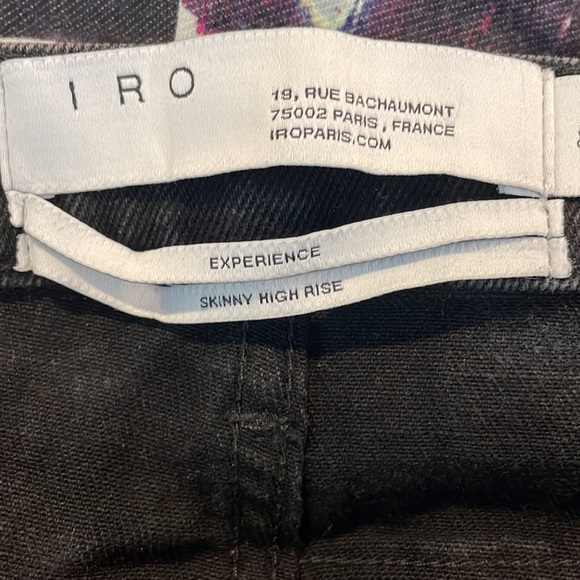 IRO
19, RUE BACHAUMONT
75002 PARIS, FRANCE
IROPARIS.COM
EXPERIENCE
SKINNY HIGH RISE